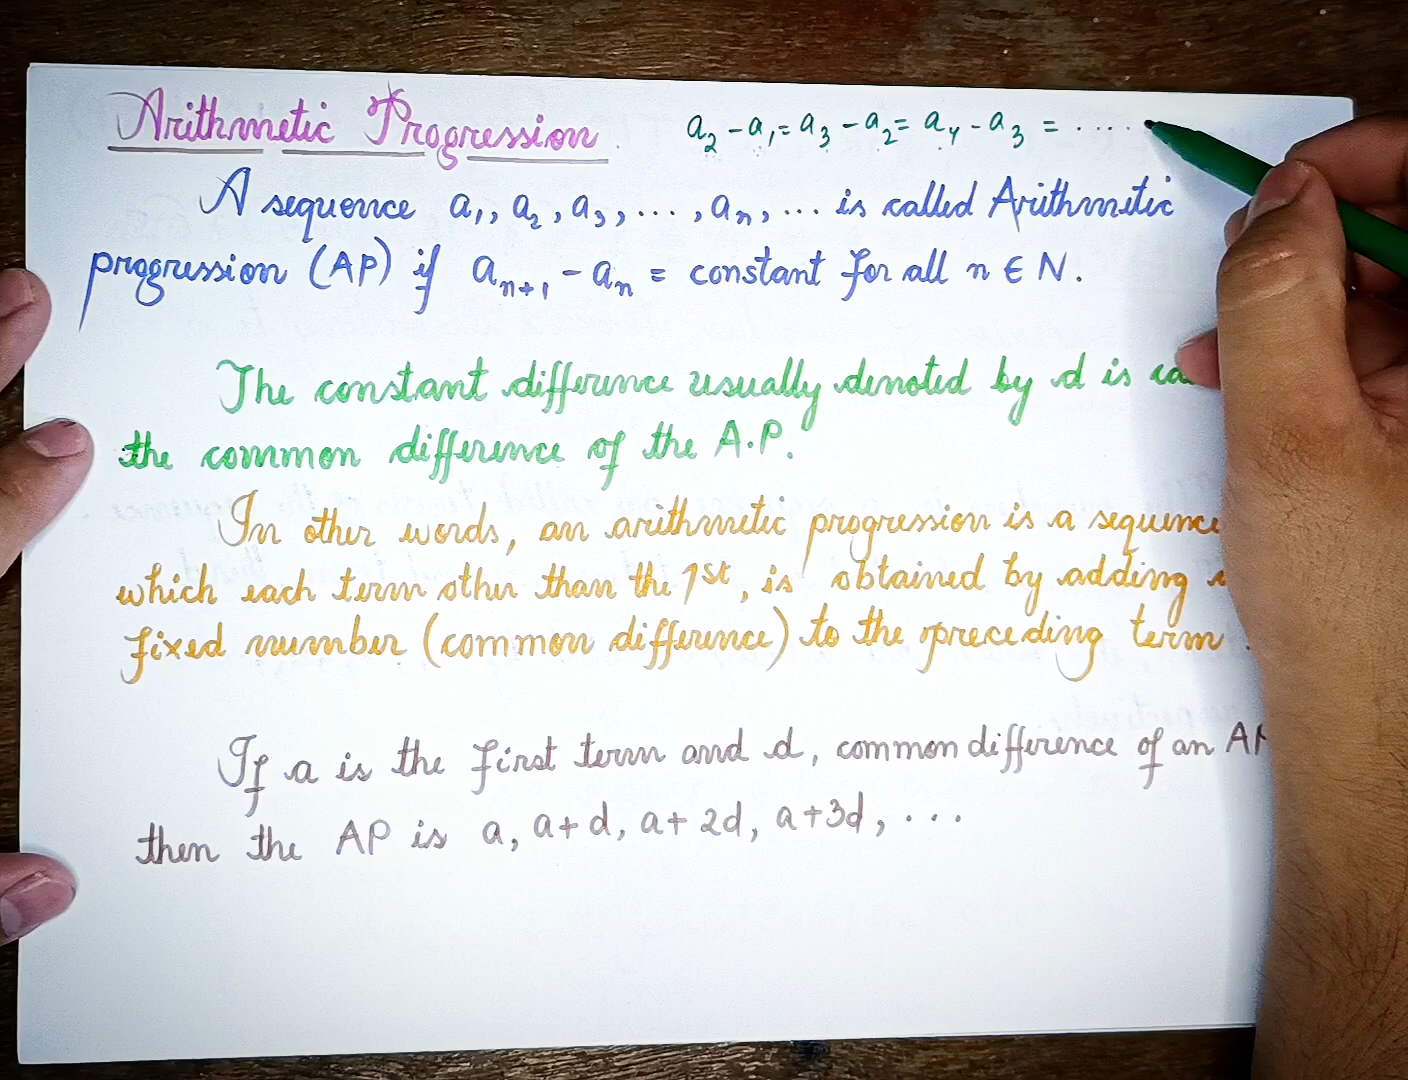 Arithmetic Progression
a₂ - a₁ = a₃ - a₂ = a₄ - a₃ = .....
A sequence a₁, a₂, a₃, ..., aₙ, ... is called Arithmetic
progression (AP) if aₙ₊₁ - aₙ = constant for all n ∈ N.
The constant difference usually denoted by d is
the common difference of the A.P.
In other words, an arithmetic progression is a sequence
which each term other than the 1st, is obtained by adding
fixed number (common difference) to the preceding term.
If a is the first term and d, common difference of an AP
then the AP is a, a+d, a+2d, a+3d, ...